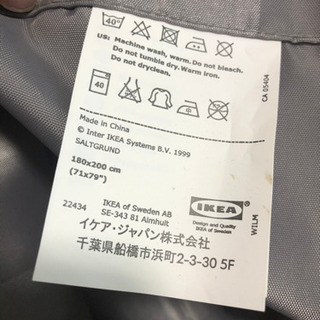 40°
US: Machine wash, warm. Do not bleach.
Do not tumble dry. Warm iron.
Do not dryclean.
40
CA 05404
Made in China
© Inter IKEA Systems B.V. 1999
SALTGRUND
180x200 cm
(71x79")
22434
IKEA of Sweden AB
SE-343 81 Älmhult
IKEA
Design and Quality
IKEA of Sweden
WILM
イケア・ジャパン株式会社
千葉県船橋市浜町2-3-30 5F